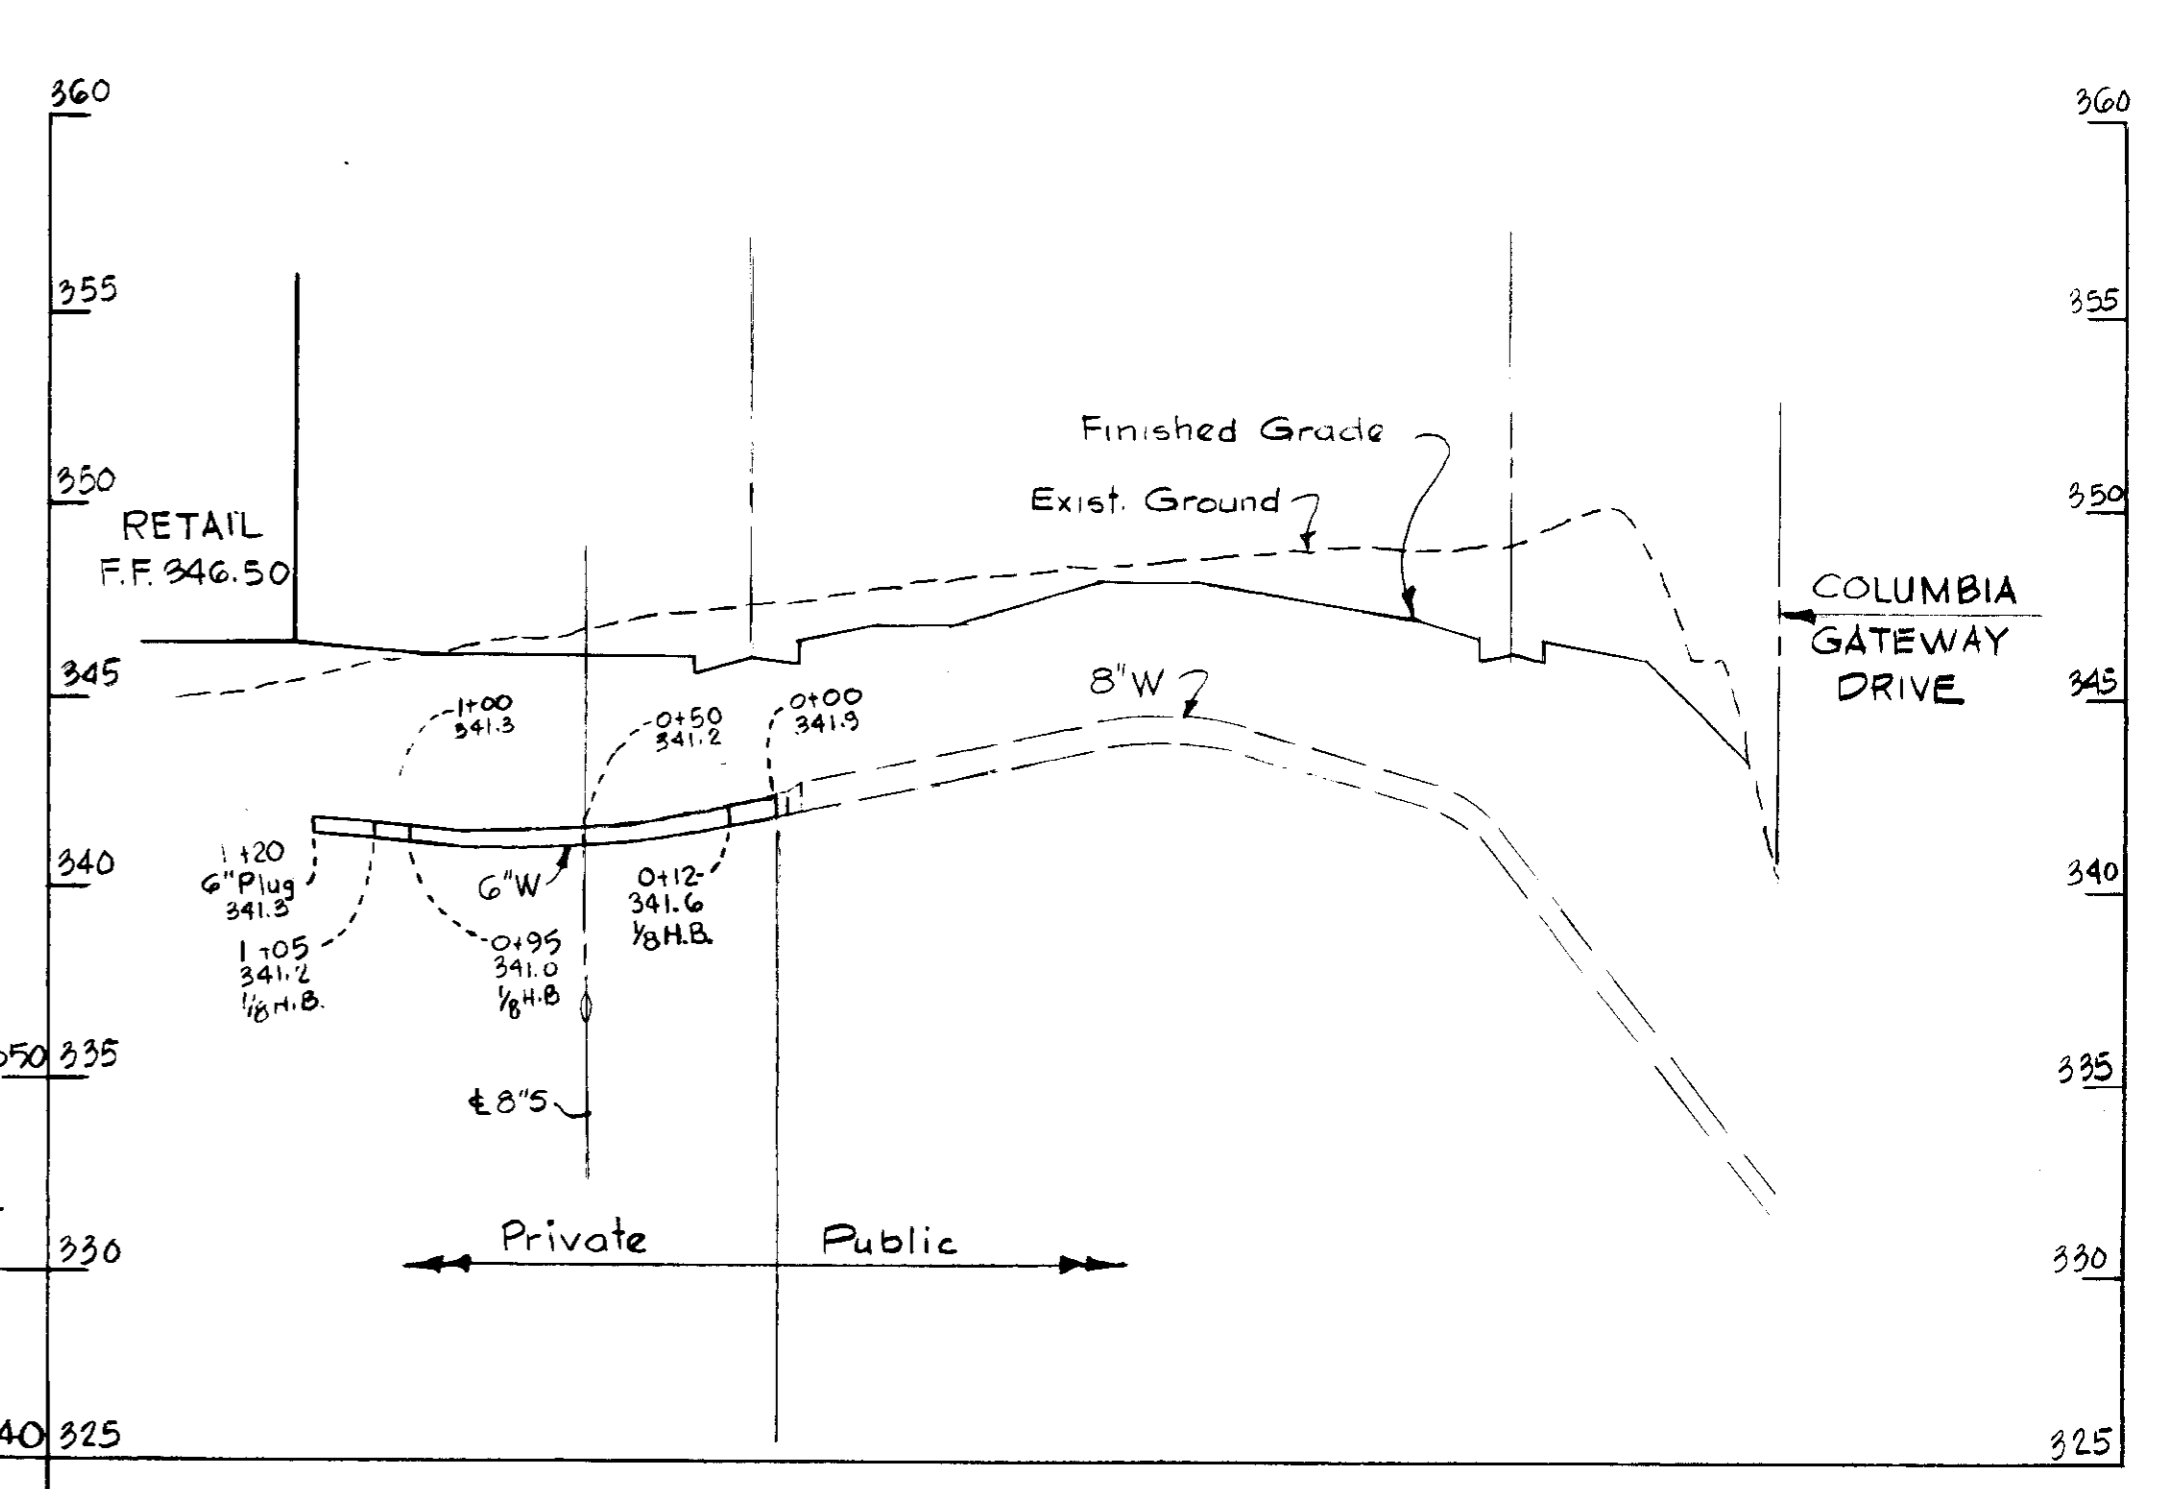 360
360
355
355
350
350
RETAIL
F.F. 346.50
Finished Grade
Exist. Ground
COLUMBIA
GATEWAY
DRIVE
345
345
1+00
341.3
0+50
341.2
0+00
341.9
8"W
340
340
1+20
6"Plug
341.3
6"W
0+12
341.6
1/8 H.B.
1+05
341.2
1/8 H.B.
0+95
341.0
1/8 H.B
50 335
335
℄ 8"S
Private
Public
330
330
40 325
325